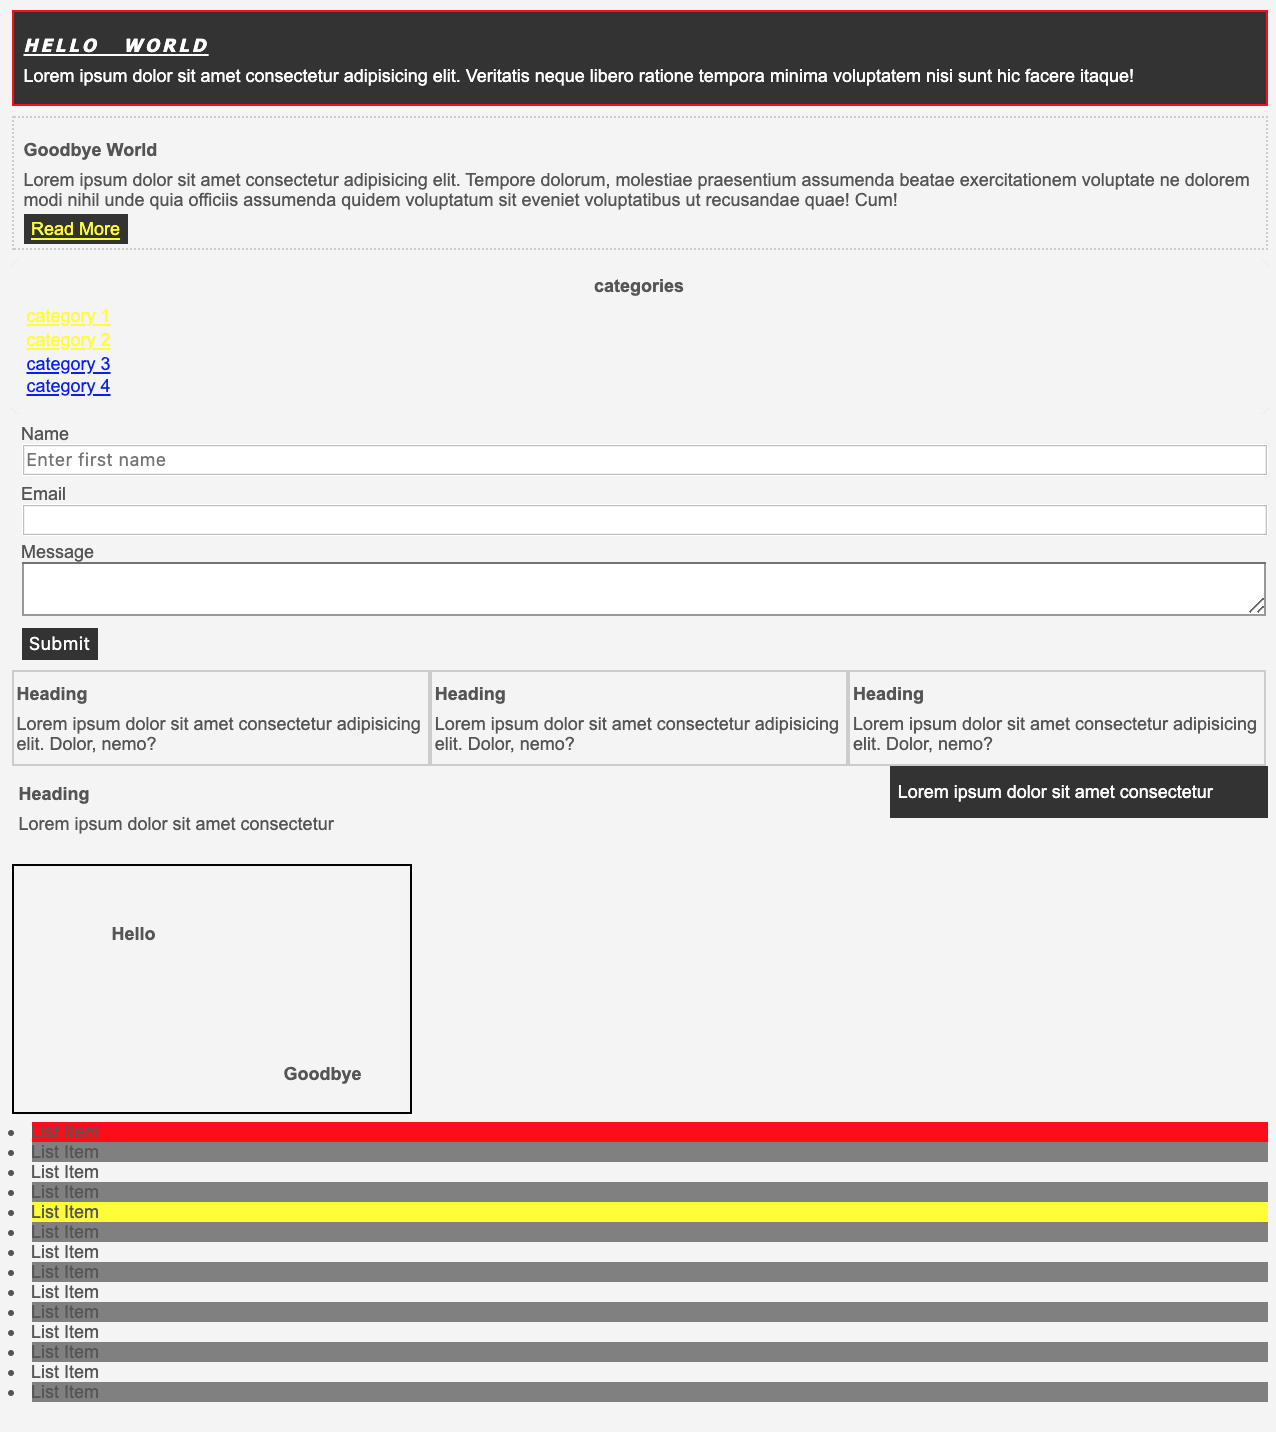 HELLO WORLD
Lorem ipsum dolor sit amet consectetur adipisicing elit. Veritatis neque libero ratione tempora minima voluptatem nisi sunt hic facere itaque!
Goodbye World
Lorem ipsum dolor sit amet consectetur adipisicing elit. Tempore dolorum, molestiae praesentium assumenda beatae exercitationem voluptate ne dolorem
modi nihil unde quia officiis assumenda quidem voluptatum sit eveniet voluptatibus ut recusandae quae! Cum!
Read More
categories
category 1
category 2
category 3
category 4
Name
Enter first name
Email
Message
Submit
Heading
Lorem ipsum dolor sit amet consectetur adipisicing
elit. Dolor, nemo?
Heading
Lorem ipsum dolor sit amet consectetur adipisicing
elit. Dolor, nemo?
Heading
Lorem ipsum dolor sit amet consectetur adipisicing
elit. Dolor, nemo?
Heading
Lorem ipsum dolor sit amet consectetur
Lorem ipsum dolor sit amet consectetur
Hello
Goodbye
List Item
List Item
List Item
List Item
List Item
List Item
List Item
List Item
List Item
List Item
List Item
List Item
List Item
List Item